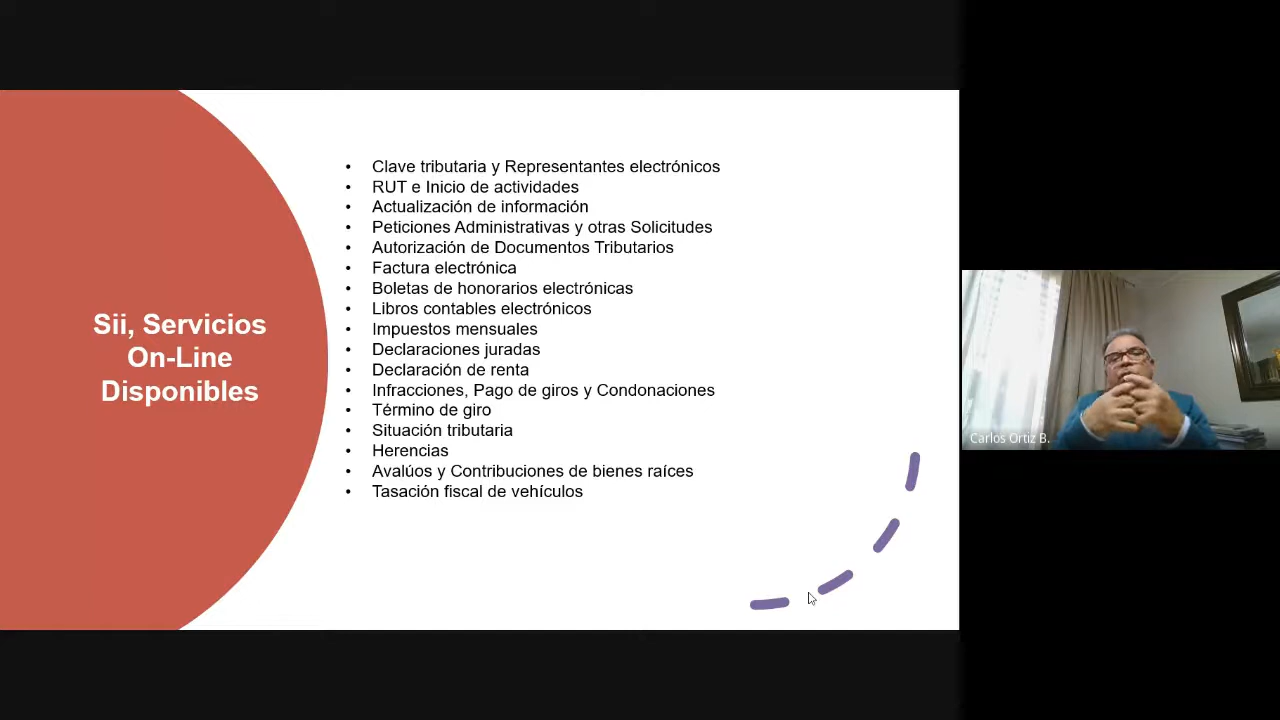 Sii, Servicios
On-Line
Disponibles
• Clave tributaria y Representantes electrónicos
• RUT e Inicio de actividades
• Actualización de información
• Peticiones Administrativas y otras Solicitudes
• Autorización de Documentos Tributarios
• Factura electrónica
• Boletas de honorarios electrónicas
• Libros contables electrónicos
• Impuestos mensuales
• Declaraciones juradas
• Declaración de renta
• Infracciones, Pago de giros y Condonaciones
• Término de giro
• Situación tributaria
• Herencias
• Avalúos y Contribuciones de bienes raíces
• Tasación fiscal de vehículos
Carlos Ortiz B.